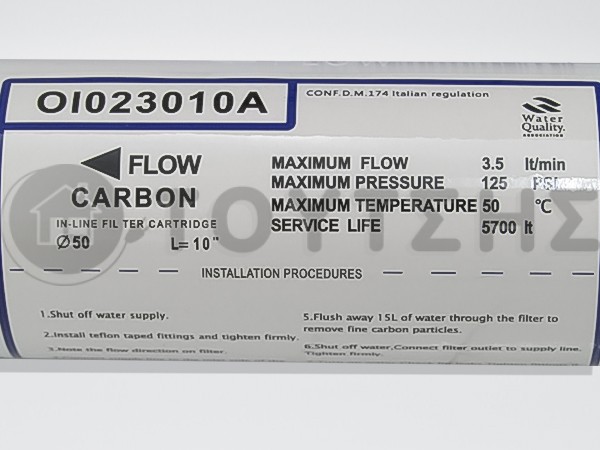 OI023010A
CONF.D.M.174 Italian regulation
Water
Quality
ASSOCIATION
FLOW
CARBON
IN-LINE FILTER CARTRIDGE
Ø50 L= 10"
MAXIMUM FLOW 3.5 lt/min
MAXIMUM PRESSURE 125 PSI
MAXIMUM TEMPERATURE 50 °C
SERVICE LIFE 5700 lt
ΤΟΥΤΣΗΣ
INSTALLATION PROCEDURES
1.Shut off water supply.
2.Install teflon taped fittings and tighten firmly.
3.Note the flow direction on filter.
5.Flush away 15L of water through the filter to
remove fine carbon particles.
6.Shut off water,Connect filter outlet to supply line.
Tighten firmly.